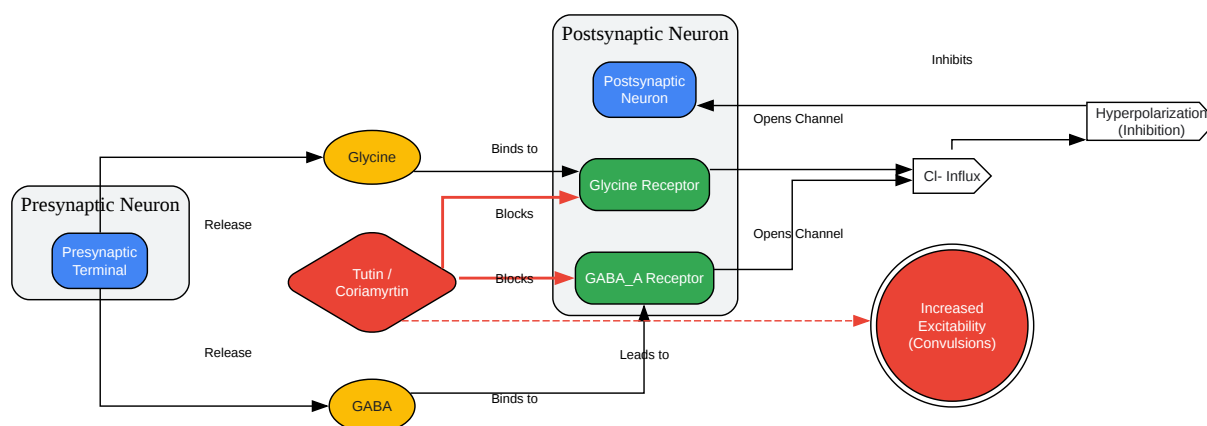 Postsynaptic Neuron
Postsynaptic
Neuron
Inhibits
Opens Channel
Hyperpolarization
(Inhibition)
Glycine
Binds to
Glycine Receptor
Cl- Influx
Presynaptic Neuron
Presynaptic
Terminal
Release
Blocks
Opens Channel
Tutin /
Coriamyrtin
Blocks
GABA_A Receptor
Increased
Excitability
(Convulsions)
Release
Leads to
GABA
Binds to